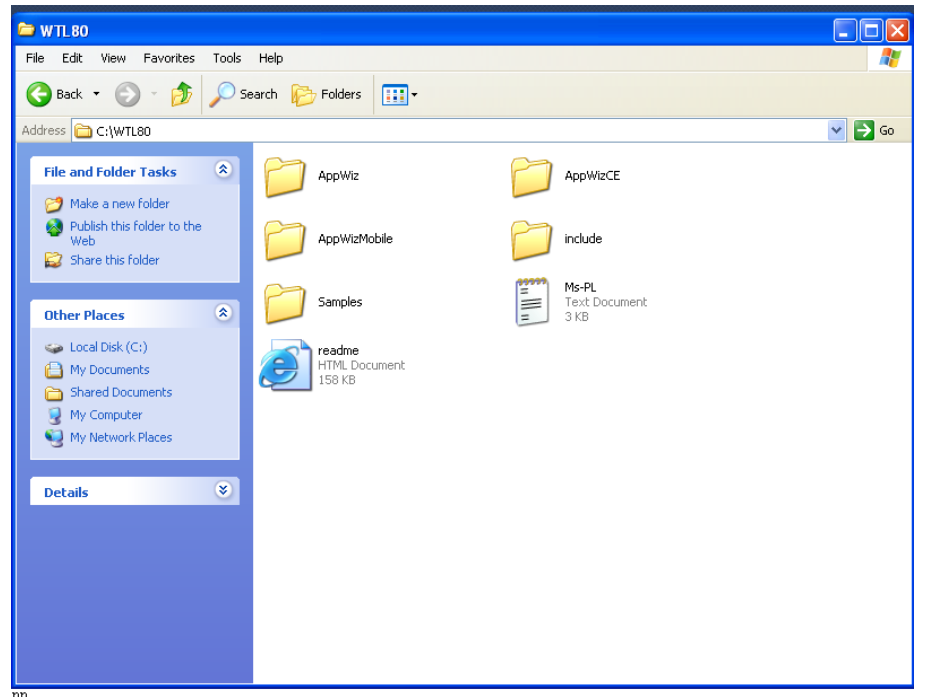 WTL80
File Edit View Favorites Tools Help
Back Search Folders
Address C:\WTL80 Go
File and Folder Tasks
Make a new folder
Publish this folder to the
Web
Share this folder
Other Places
Local Disk (C:)
My Documents
Shared Documents
My Computer
My Network Places
Details
AppWiz
AppWizCE
AppWizMobile
include
Samples
Ms-PL
Text Document
3 KB
readme
HTML Document
158 KB